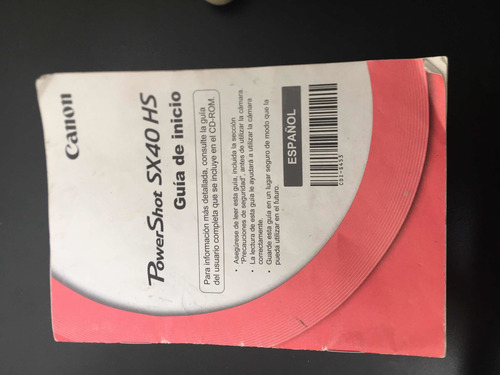 Canon
PowerShot SX40 HS
Guía de inicio
Para información más detallada, consulte la guía
del usuario completa que se incluye en el CD-ROM.
• Asegúrese de leer esta guía, incluida la sección
"Precauciones de seguridad", antes de utilizar la cámara.
• La lectura de esta guía le ayudará a utilizar la cámara
correctamente.
• Guarde esta guía en un lugar seguro de modo que la
pueda utilizar en el futuro.
ESPAÑOL